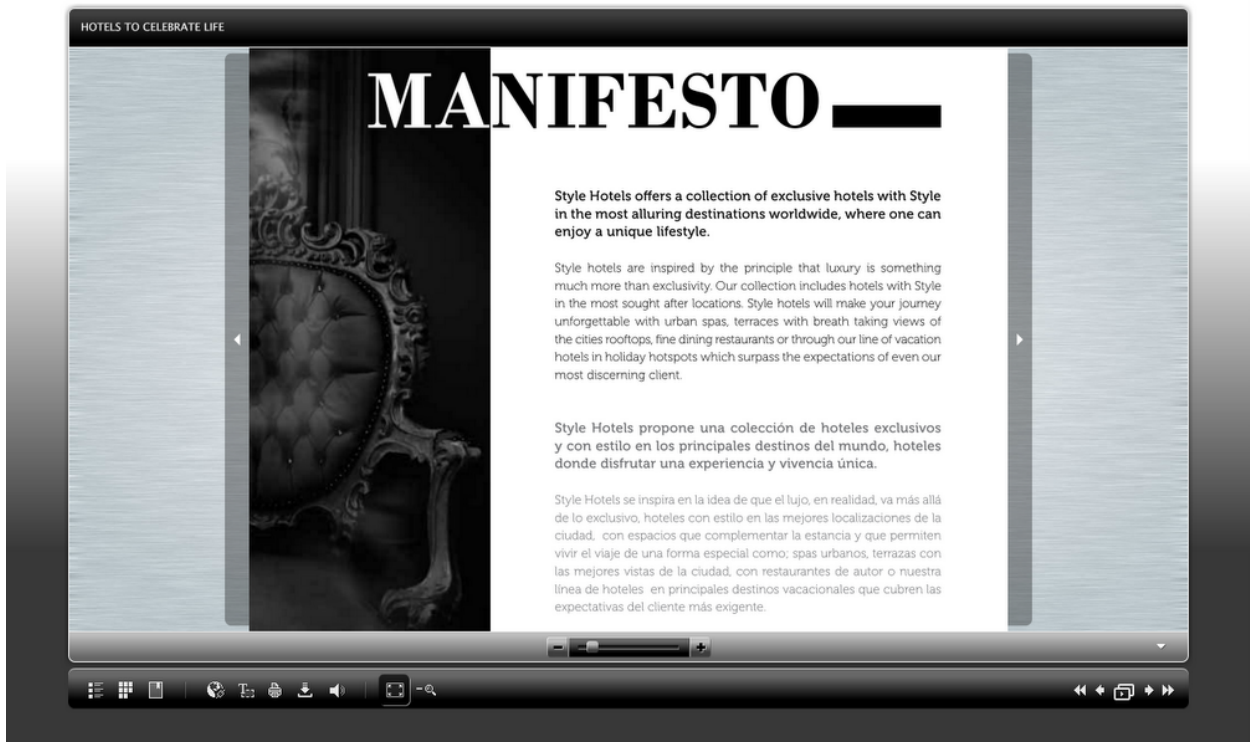 HOTELS TO CELEBRATE LIFE
MANIFESTO
Style Hotels offers a collection of exclusive hotels with Style
in the most alluring destinations worldwide, where one can
enjoy a unique lifestyle.
Style hotels are inspired by the principle that luxury is something
much more than exclusivity. Our collection includes hotels with Style
in the most sought after locations. Style hotels will make your journey
unforgettable with urban spas, terraces with breath taking views of
the cities rooftops, fine dining restaurants or through our line of vacation
hotels in holiday hotspots which surpass the expectations of even our
most discerning client.
Style Hotels propone una colección de hoteles exclusivos
y con estilo en los principales destinos del mundo, hoteles
donde disfrutar una experiencia y vivencia única.
Style Hotels se inspira en la idea de que el lujo, en realidad, va más allá
de lo exclusivo, hoteles con estilo en las mejores localizaciones de la
ciudad, con espacios que complementar la estancia y que permiten
vivir el viaje de una forma especial como; spas urbanos, terrazas con
las mejores vistas de la ciudad, con restaurantes de autor o nuestra
línea de hoteles en principales destinos vacacionales que cubren las
expectativas del cliente más exigente.